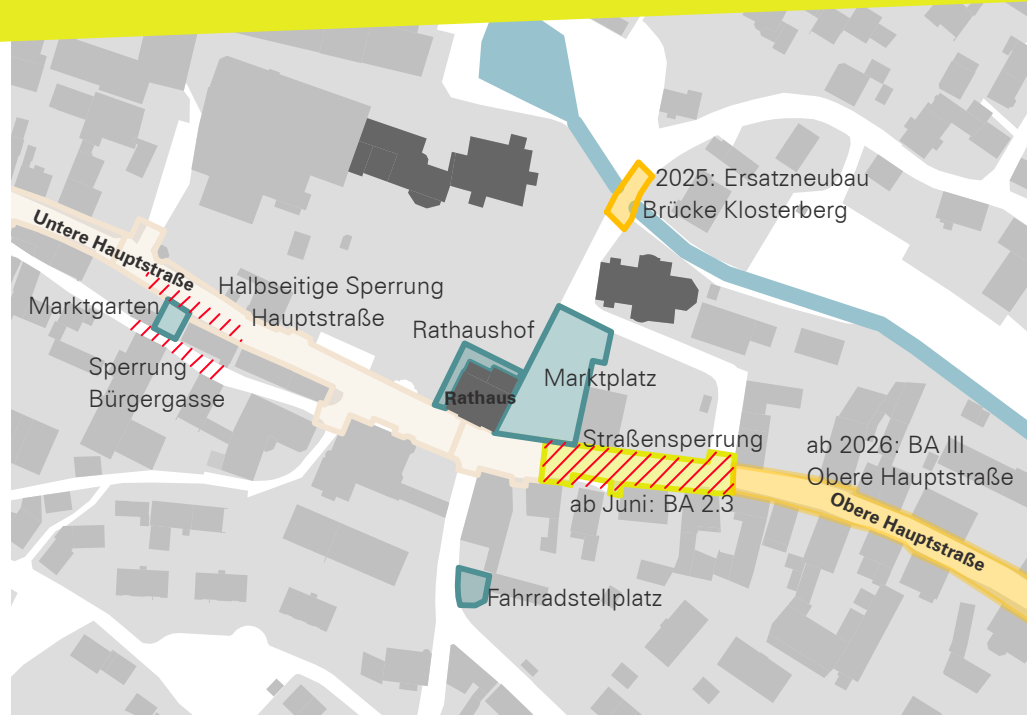 2025: Ersatzneubau
Brücke Klosterberg
Untere Hauptstraße
Halbseitige Sperrung
Hauptstraße
Marktgarten
Rathaushof
Sperrung
Bürgergasse
Marktplatz
Rathaus
Straßensperrung
ab 2026: BA III
Obere Hauptstraße
ab Juni: BA 2.3
Obere Hauptstraße
Fahrradstellplatz